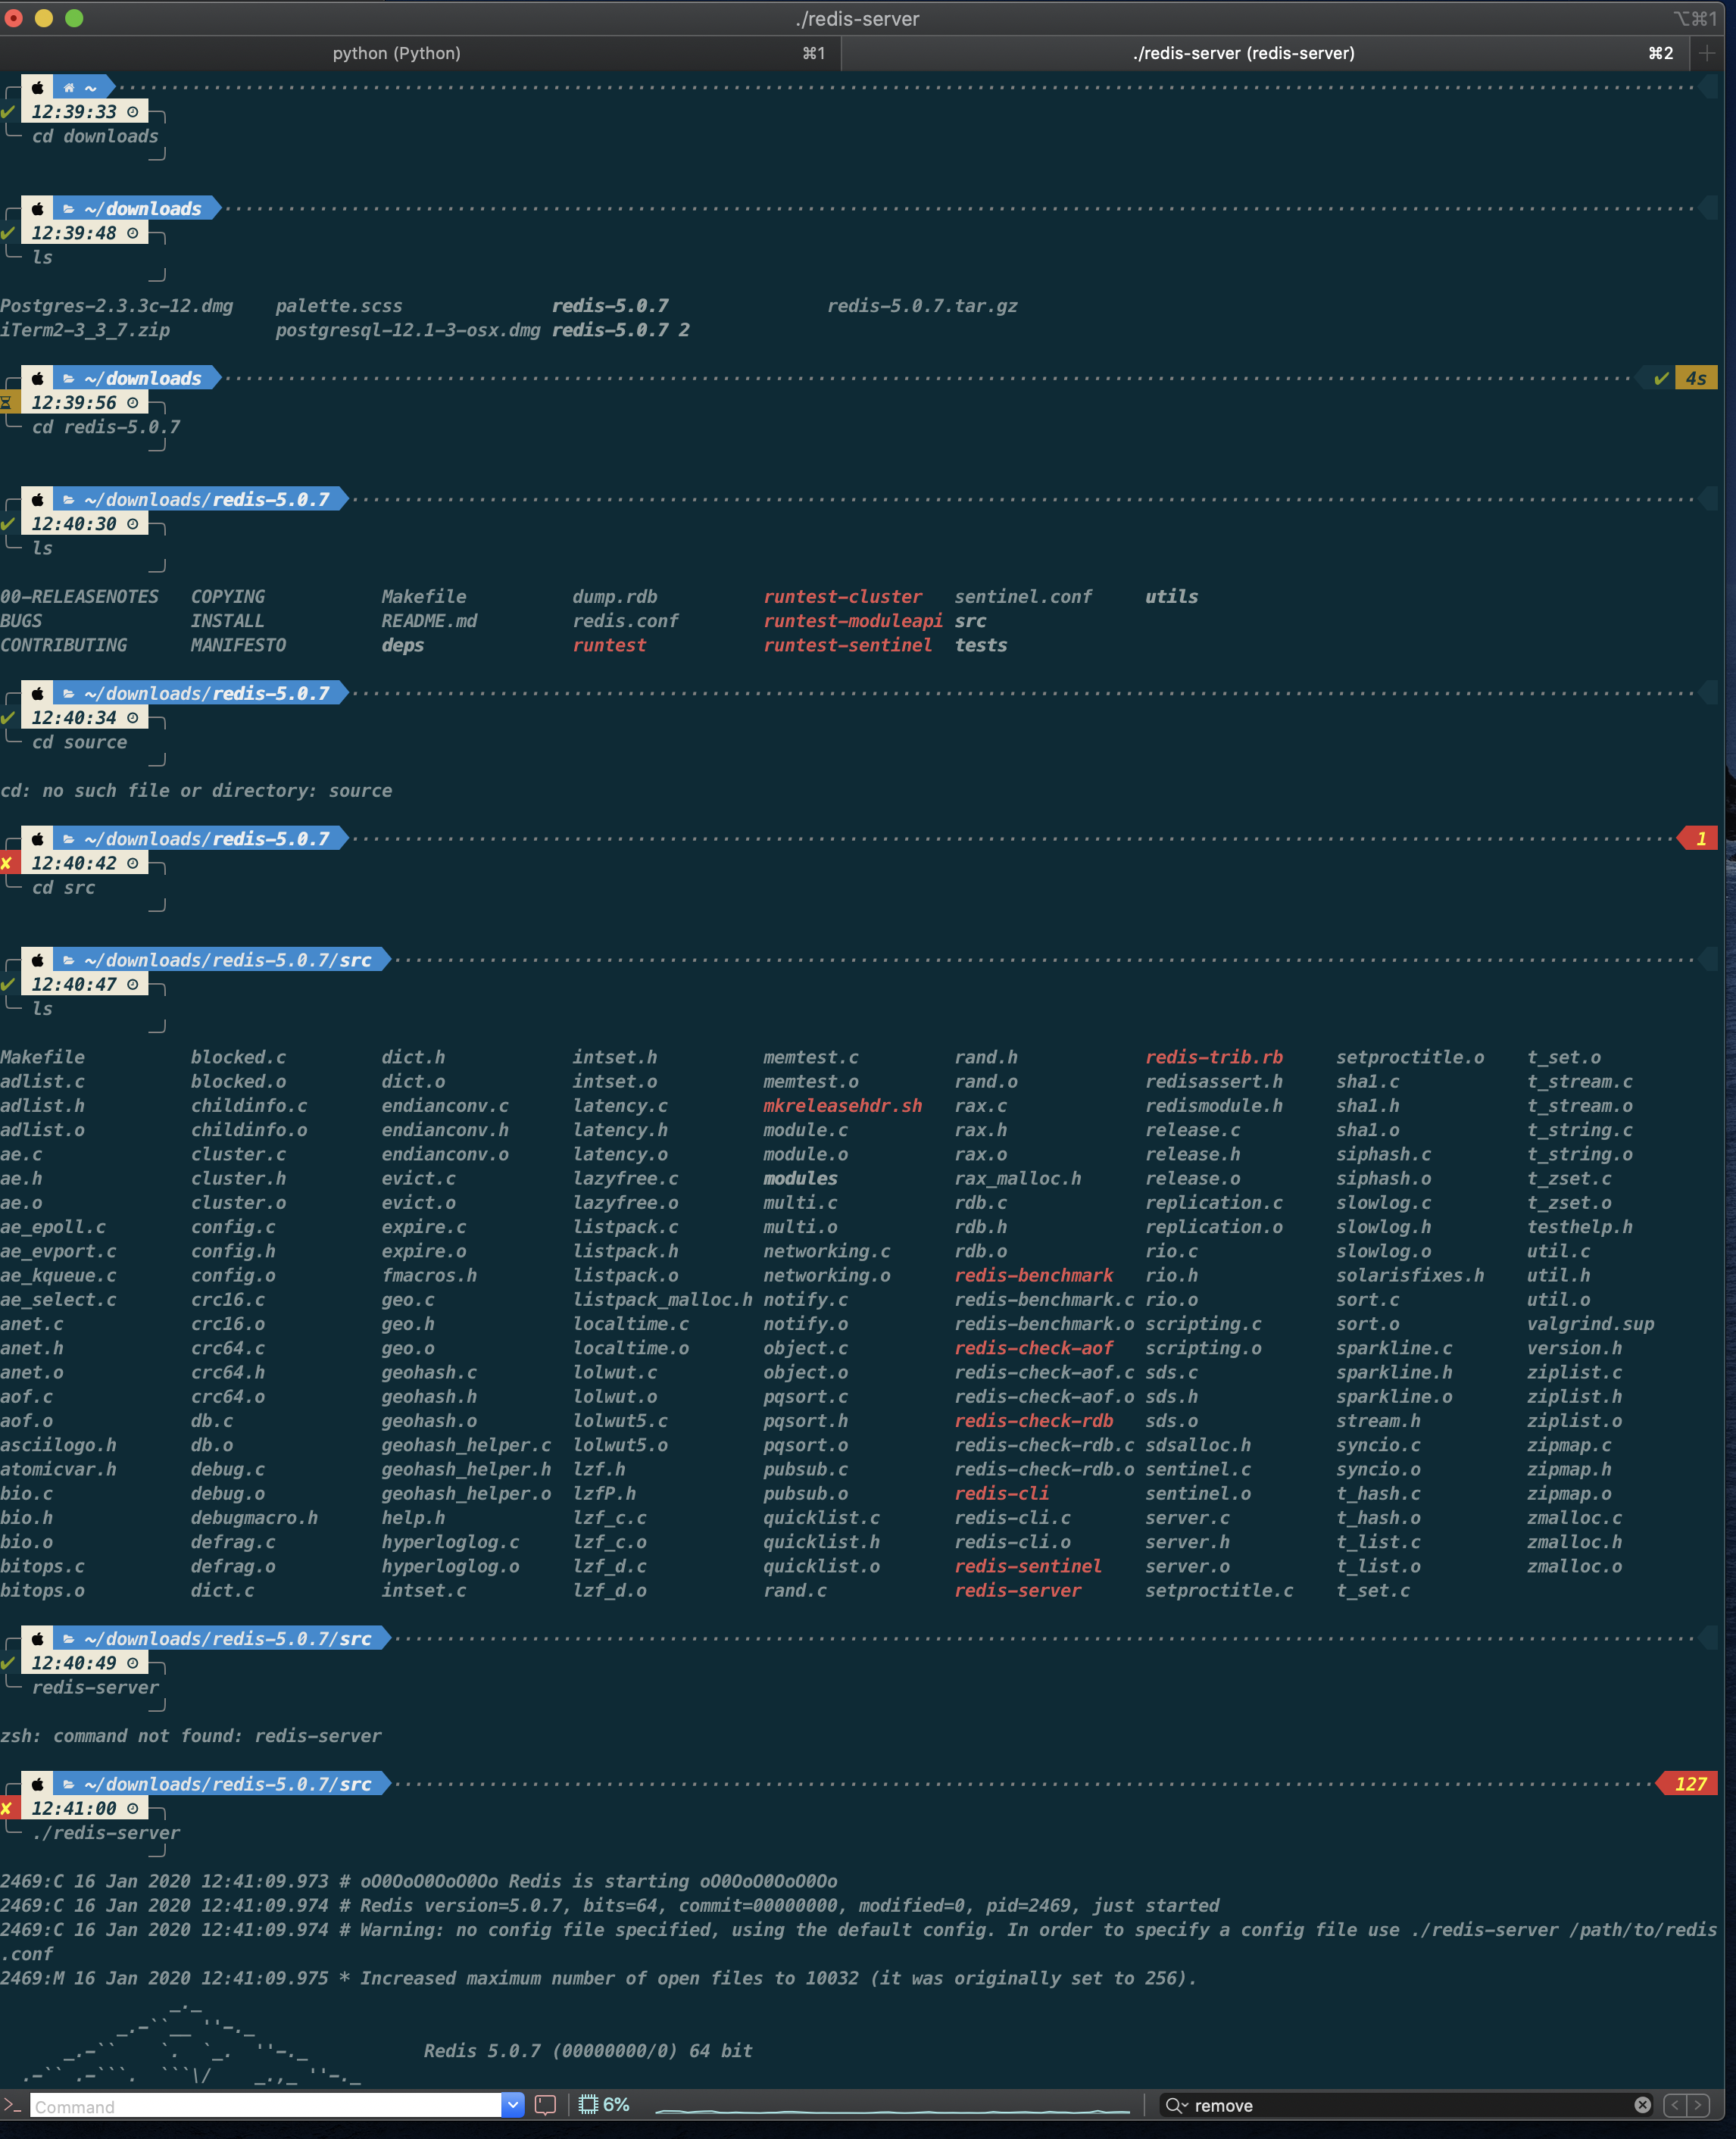 ./redis-server
⌥⌘1
python (Python) ⌘1
./redis-server (redis-server) ⌘2
~
12:39:33
cd downloads
~/downloads
12:39:48
ls
Postgres-2.3.3c-12.dmg palette.scss redis-5.0.7 redis-5.0.7.tar.gz
iTerm2-3_3_7.zip postgresql-12.1-3-osx.dmg redis-5.0.7 2
~/downloads ✔ 4s
12:39:56
cd redis-5.0.7
~/downloads/redis-5.0.7
12:40:30
ls
00-RELEASENOTES COPYING Makefile dump.rdb runtest-cluster sentinel.conf utils
BUGS INSTALL README.md redis.conf runtest-moduleapi src
CONTRIBUTING MANIFESTO deps runtest runtest-sentinel tests
~/downloads/redis-5.0.7
12:40:34
cd source
cd: no such file or directory: source
~/downloads/redis-5.0.7 1
12:40:42
cd src
~/downloads/redis-5.0.7/src
12:40:47
ls
Makefile blocked.c dict.h intset.h memtest.c rand.h redis-trib.rb setproctitle.o t_set.o
adlist.c blocked.o dict.o intset.o memtest.o rand.o redisassert.h sha1.c t_stream.c
adlist.h childinfo.c endianconv.c latency.c mkreleasehdr.sh rax.c redismodule.h sha1.h t_stream.o
adlist.o childinfo.o endianconv.h latency.h module.c rax.h release.c sha1.o t_string.c
ae.c cluster.c endianconv.o latency.o module.o rax.o release.h siphash.c t_string.o
ae.h cluster.h evict.c lazyfree.c modules rax_malloc.h release.o siphash.o t_zset.c
ae.o cluster.o evict.o lazyfree.o multi.c rdb.c replication.c slowlog.c t_zset.o
ae_epoll.c config.c expire.c listpack.c multi.o rdb.h replication.o slowlog.h testhelp.h
ae_evport.c config.h expire.o listpack.h networking.c rdb.o rio.c slowlog.o util.c
ae_kqueue.c config.o fmacros.h listpack.o networking.o redis-benchmark rio.h solarisfixes.h util.h
ae_select.c crc16.c geo.c listpack_malloc.h notify.c redis-benchmark.c rio.o sort.c util.o
anet.c crc16.o geo.h localtime.c notify.o redis-benchmark.o scripting.c sort.o valgrind.sup
anet.h crc64.c geo.o localtime.o object.c redis-check-aof scripting.o sparkline.c version.h
anet.o crc64.h geohash.c lolwut.c object.o redis-check-aof.c sds.c sparkline.h ziplist.c
aof.c crc64.o geohash.h lolwut.o pqsort.c redis-check-aof.o sds.h sparkline.o ziplist.h
aof.o db.c geohash.o lolwut5.c pqsort.h redis-check-rdb sds.o stream.h ziplist.o
asciilogo.h db.o geohash_helper.c lolwut5.o pqsort.o redis-check-rdb.c sdsalloc.h syncio.c zipmap.c
atomicvar.h debug.c geohash_helper.h lzf.h pubsub.c redis-check-rdb.o sentinel.c syncio.o zipmap.h
bio.c debug.o geohash_helper.o lzfP.h pubsub.o redis-cli sentinel.o t_hash.c zipmap.o
bio.h debugmacro.h help.h lzf_c.c quicklist.c redis-cli.c server.c t_hash.o zmalloc.c
bio.o defrag.c hyperloglog.c lzf_c.o quicklist.h redis-cli.o server.h t_list.c zmalloc.h
bitops.c defrag.o hyperloglog.o lzf_d.c quicklist.o redis-sentinel server.o t_list.o zmalloc.o
bitops.o dict.c intset.c lzf_d.o rand.c redis-server setproctitle.c t_set.c
~/downloads/redis-5.0.7/src
12:40:49
redis-server
zsh: command not found: redis-server
~/downloads/redis-5.0.7/src 127
12:41:00
./redis-server
2469:C 16 Jan 2020 12:41:09.973 # oO0OoO0OoO0Oo Redis is starting oO0OoO0OoO0Oo
2469:C 16 Jan 2020 12:41:09.974 # Redis version=5.0.7, bits=64, commit=00000000, modified=0, pid=2469, just started
2469:C 16 Jan 2020 12:41:09.974 # Warning: no config file specified, using the default config. In order to specify a config file use ./redis-server /path/to/redis
.conf
2469:M 16 Jan 2020 12:41:09.975 * Increased maximum number of open files to 10032 (it was originally set to 256).
Redis 5.0.7 (00000000/0) 64 bit
Command 6% remove